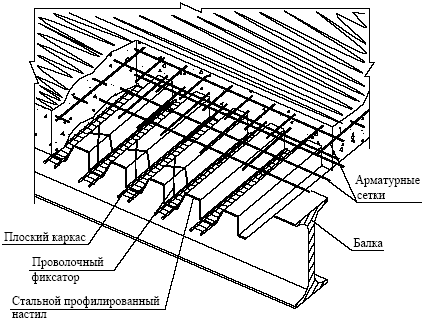 Арматурные
сетки
Плоский каркас
Балка
Проволочный
фиксатор
Стальной профилированный
настил